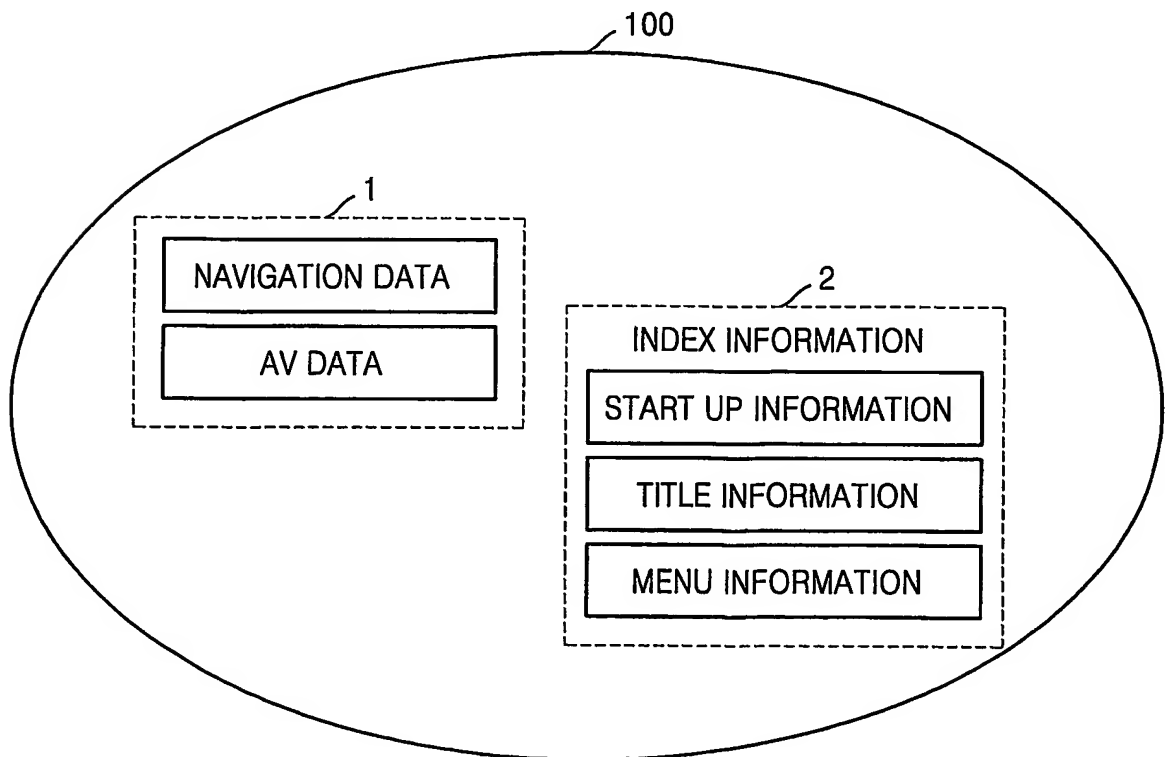 100
1
NAVIGATION DATA
AV DATA
2
INDEX INFORMATION
START UP INFORMATION
TITLE INFORMATION
MENU INFORMATION